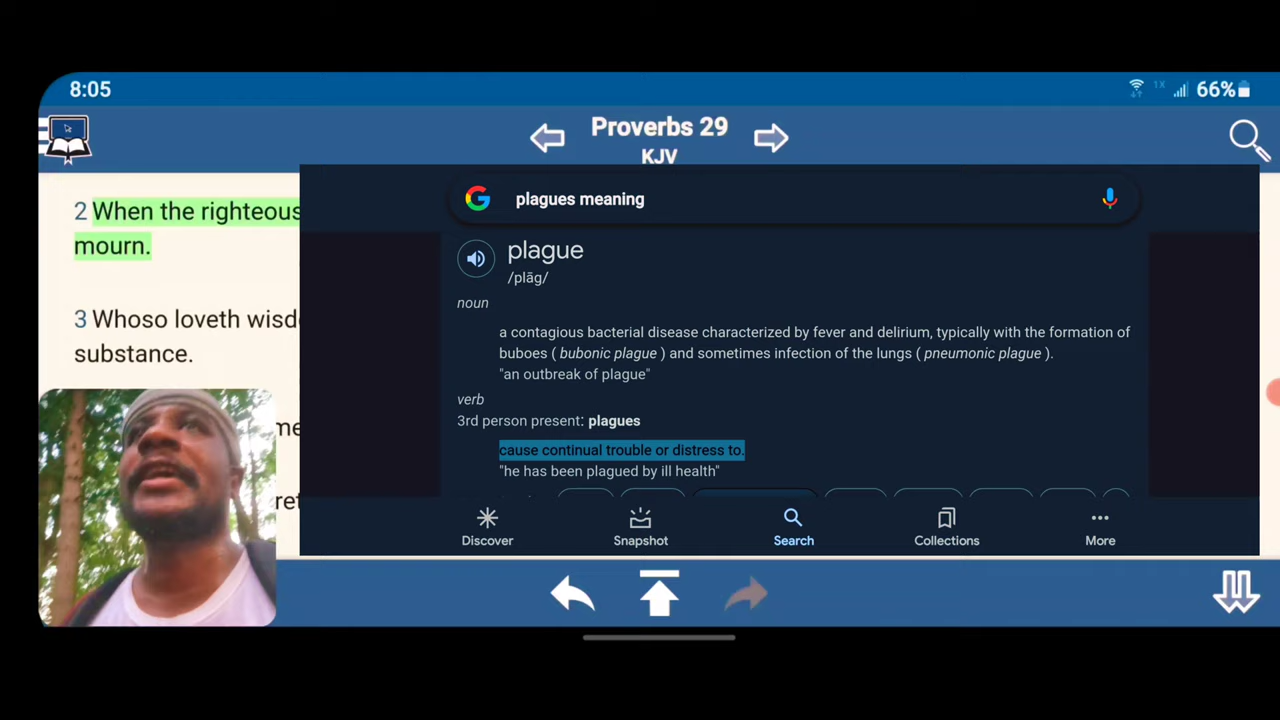 8:05
1X 66%
Proverbs 29
KJV
2 When the righteous
mourn.
3 Whoso loveth
substance.
plagues meaning
plague
/plāg/
noun
a contagious bacterial disease characterized by fever and delirium, typically with the formation of
buboes ( bubonic plague ) and sometimes infection of the lungs ( pneumonic plague ).
"an outbreak of plague"
verb
3rd person present: plagues
cause continual trouble or distress to.
"he has been plagued by ill health"
Discover
Snapshot
Search
Collections
More